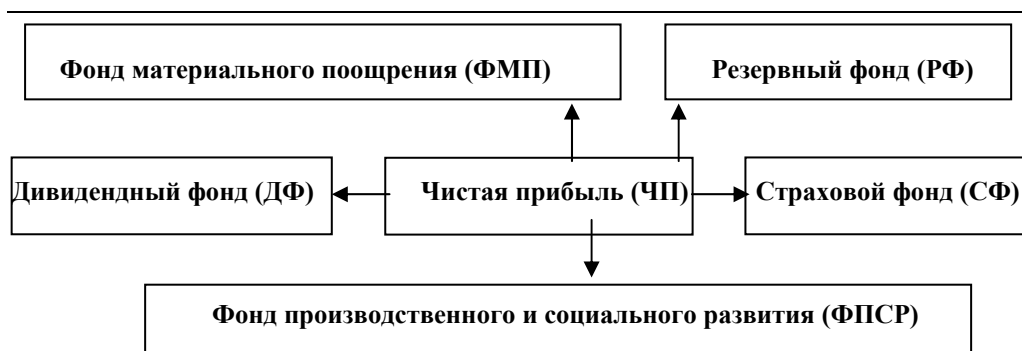 Фонд материального поощрения (ФМП)
Резервный фонд (РФ)
Дивидендный фонд (ДФ)
Чистая прибыль (ЧП)
Страховой фонд (СФ)
Фонд производственного и социального развития (ФПСР)